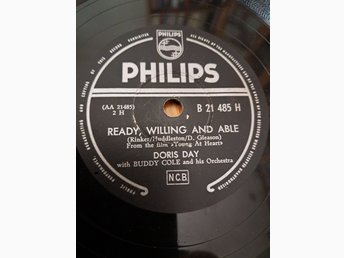 PHILIPS
PHILIPS
(AA 21485)
2 H
B 21 485 H
READY, WILLING AND ABLE
(Rinker/Huddleston/D. Gleason)
From the film »Young At Heart»
DORIS DAY
with BUDDY COLE and his Orchestra
N.C.B.